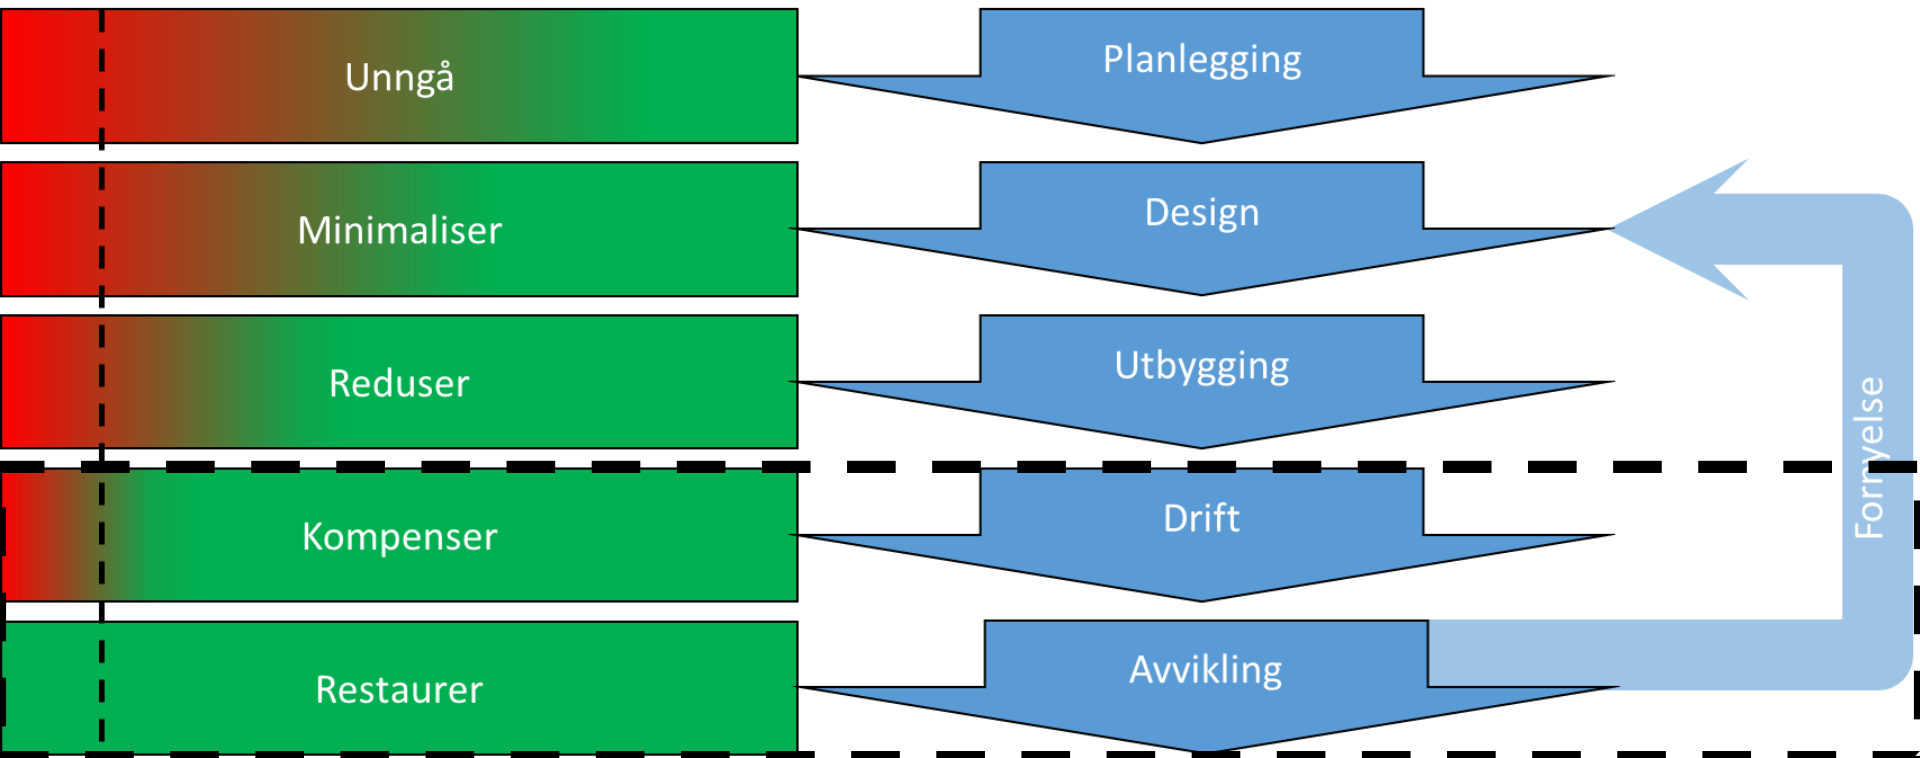 Unngå
Planlegging
Minimaliser
Design
Reduser
Utbygging
Fornyelse
Kompenser
Drift
Restaurer
Avvikling